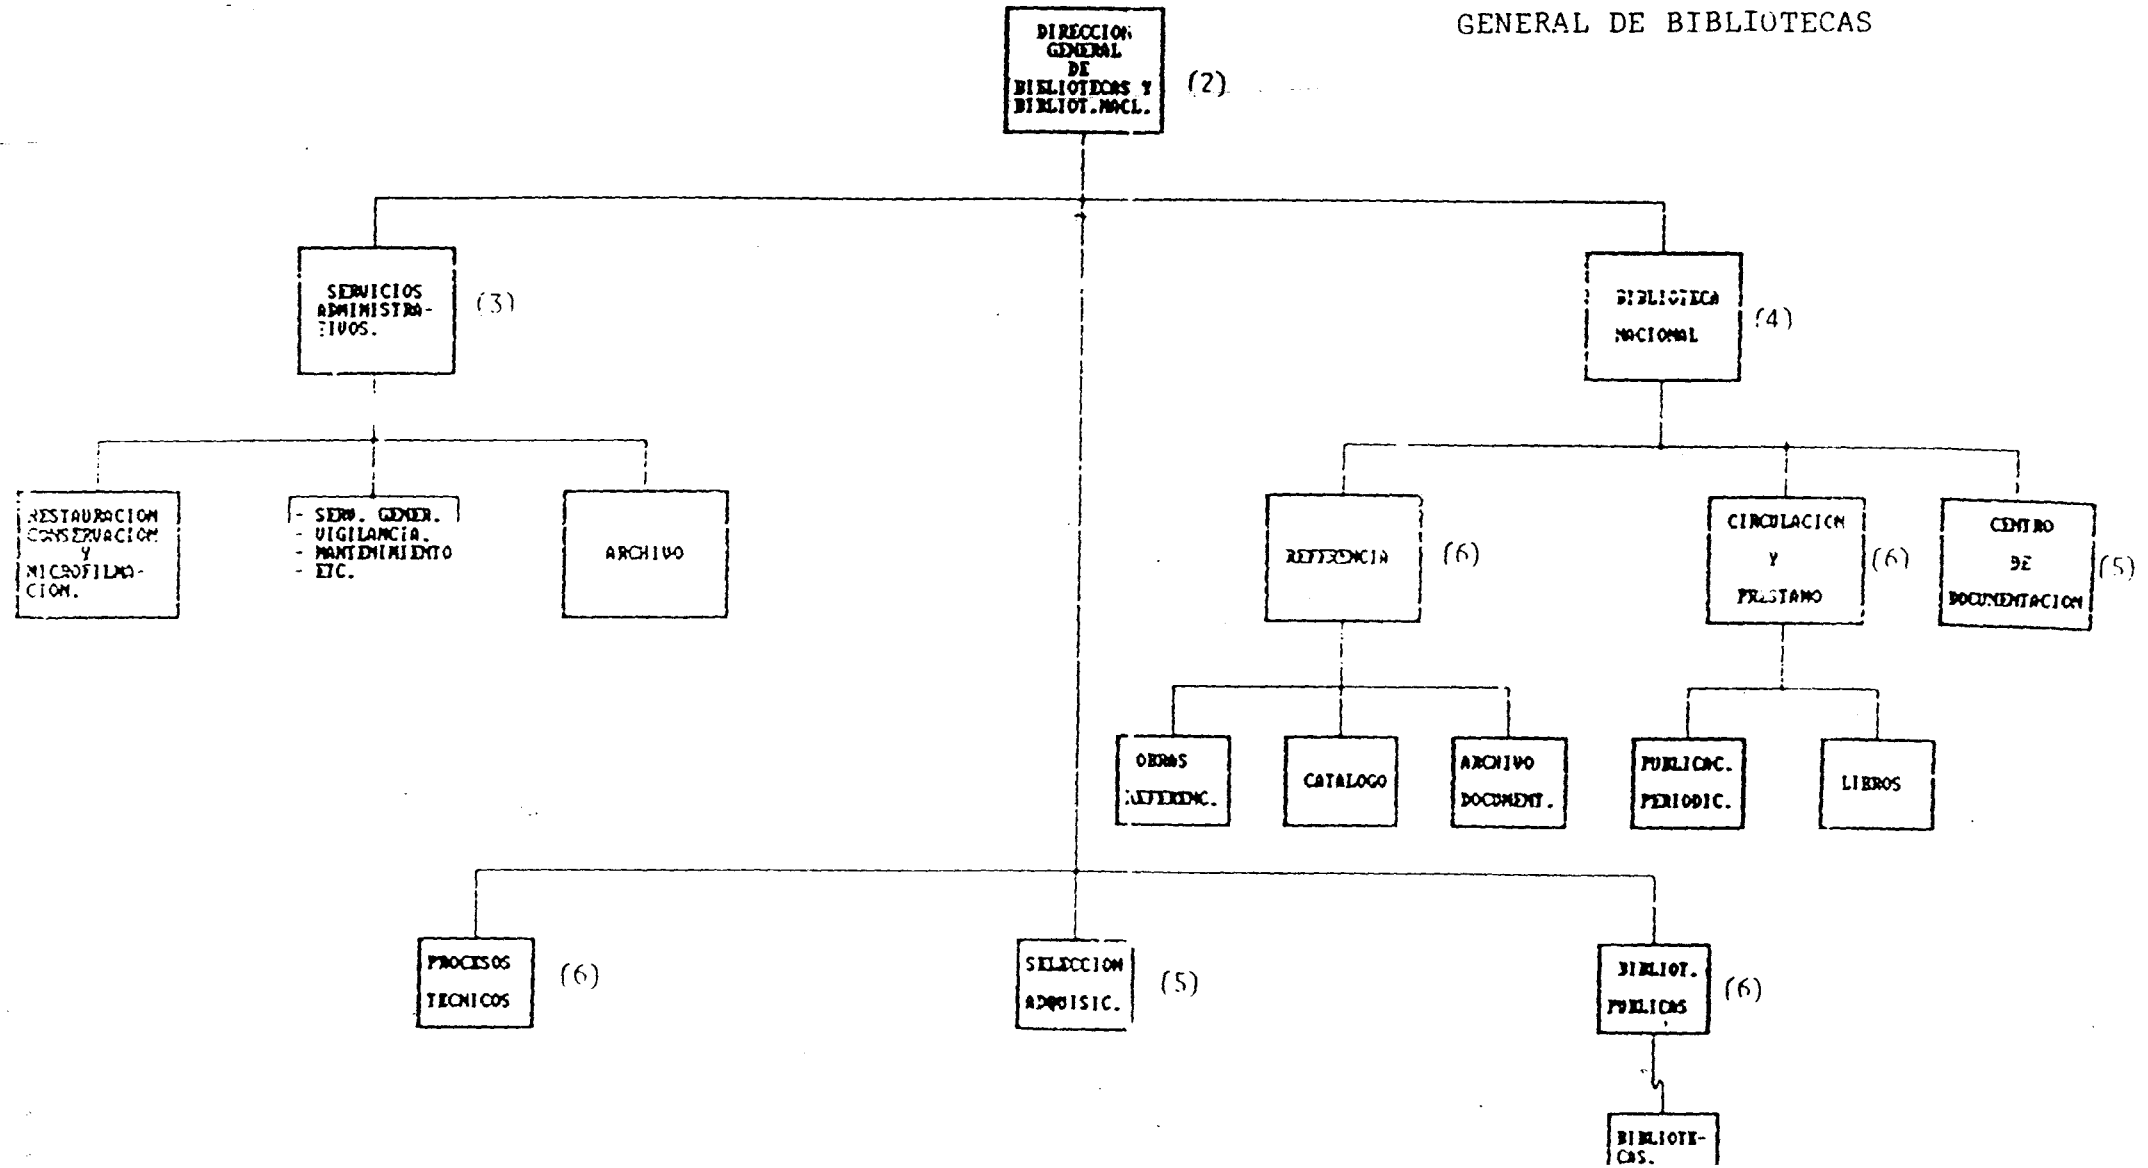 GENERAL DE BIBLIOTECAS
DIRECCION
GENERAL
DE
BIBLIOTECAS Y
BIBLIOT.NACL.
(2)
SERVICIOS
ADMINISTRA-
TIVOS.
(3)
BIBLIOTECA
NACIONAL
(4)
RESTAURACION
CONSERVACION
Y
MICROFILMA-
CION.
- SERV. GENER.
- VIGILANCIA.
- MANTENIMIENTO
- ETC.
ARCHIVO
REFERENCIA
(6)
CIRCULACION
Y
PRESTAMO
(6)
CENTRO
DE
DOCUMENTACION
(5)
OBRAS
REFERENC.
CATALOGO
ARCHIVO
DOCUMENT.
PUBLICAC.
PERIODIC.
LIBROS
PROCESOS
TECNICOS
(6)
SELECCION
ADQUISIC.
(5)
BIBLIOT.
PUBLICAS
(6)
BIBLIOTE-
CAS.